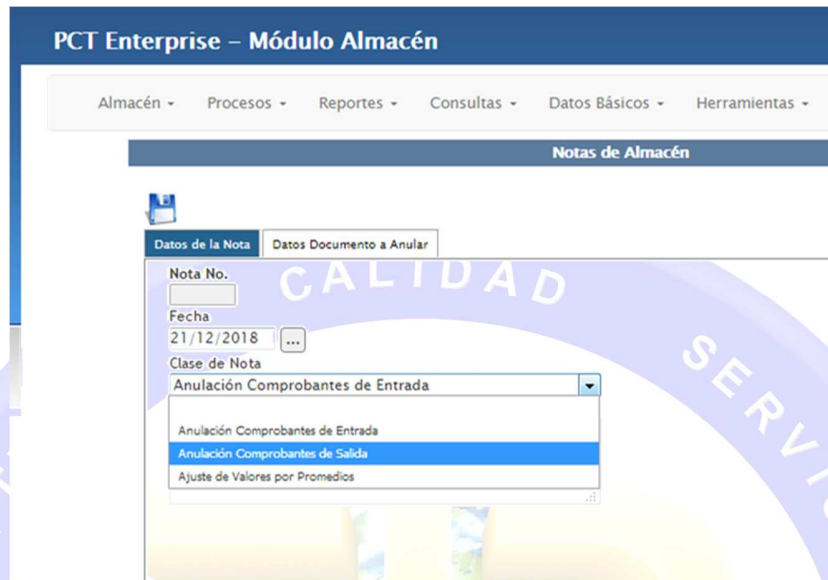 PCT Enterprise – Módulo Almacén
Almacén Procesos Reportes Consultas Datos Básicos Herramientas
Notas de Almacén
Datos de la Nota Datos Documento a Anular
Nota No.
Fecha
21/12/2018 ...
Clase de Nota
Anulación Comprobantes de Entrada
Anulación Comprobantes de Entrada
Anulación Comprobantes de Salida
Ajuste de Valores por Promedios
CALIDAD